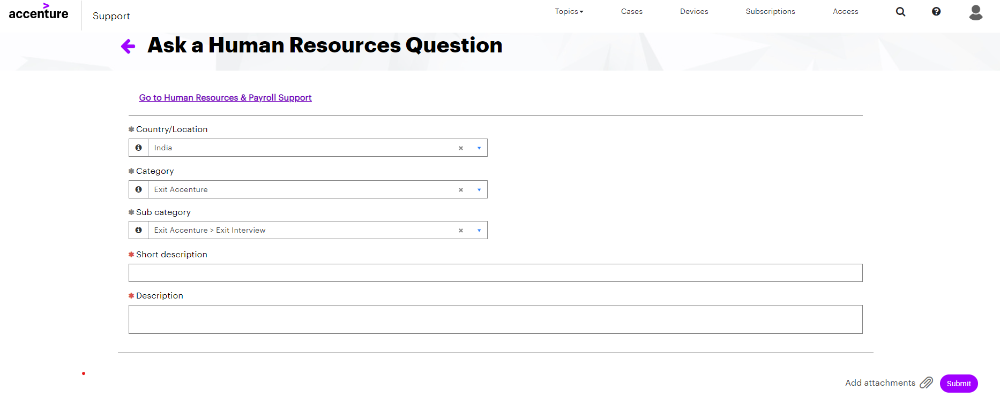 accenture
Support
Topics
Cases
Devices
Subscriptions
Access
Ask a Human Resources Question
Go to Human Resources & Payroll Support
✱ Country/Location
India
✱ Category
Exit Accenture
✱ Sub category
Exit Accenture > Exit Interview
✱ Short description
✱ Description
Add attachments
Submit